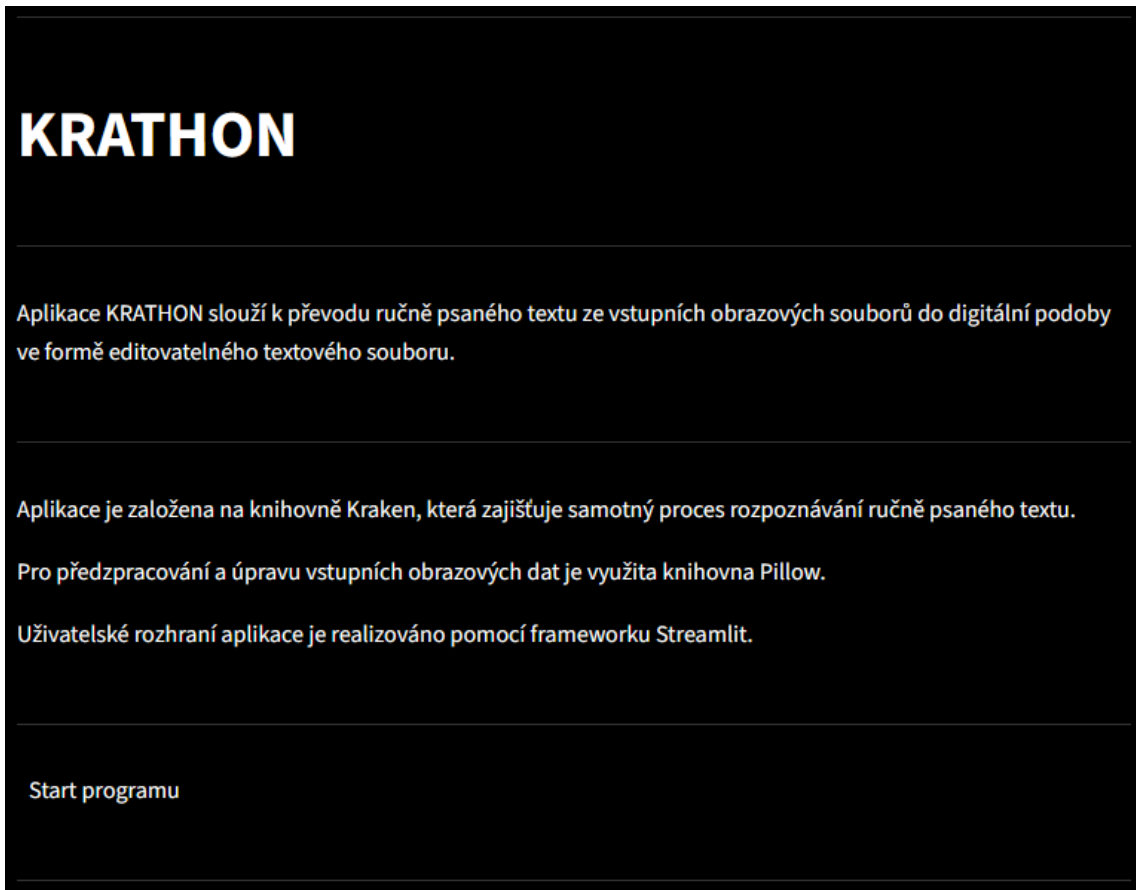 KRATHON
Aplikace KRATHON slouží k převodu ručně psaného textu ze vstupních obrazových souborů do digitální podoby
ve formě editovatelného textového souboru.
Aplikace je založena na knihovně Kraken, která zajišťuje samotný proces rozpoznávání ručně psaného textu.
Pro předzpracování a úpravu vstupních obrazových dat je využita knihovna Pillow.
Uživatelské rozhraní aplikace je realizováno pomocí frameworku Streamlit.
Start programu